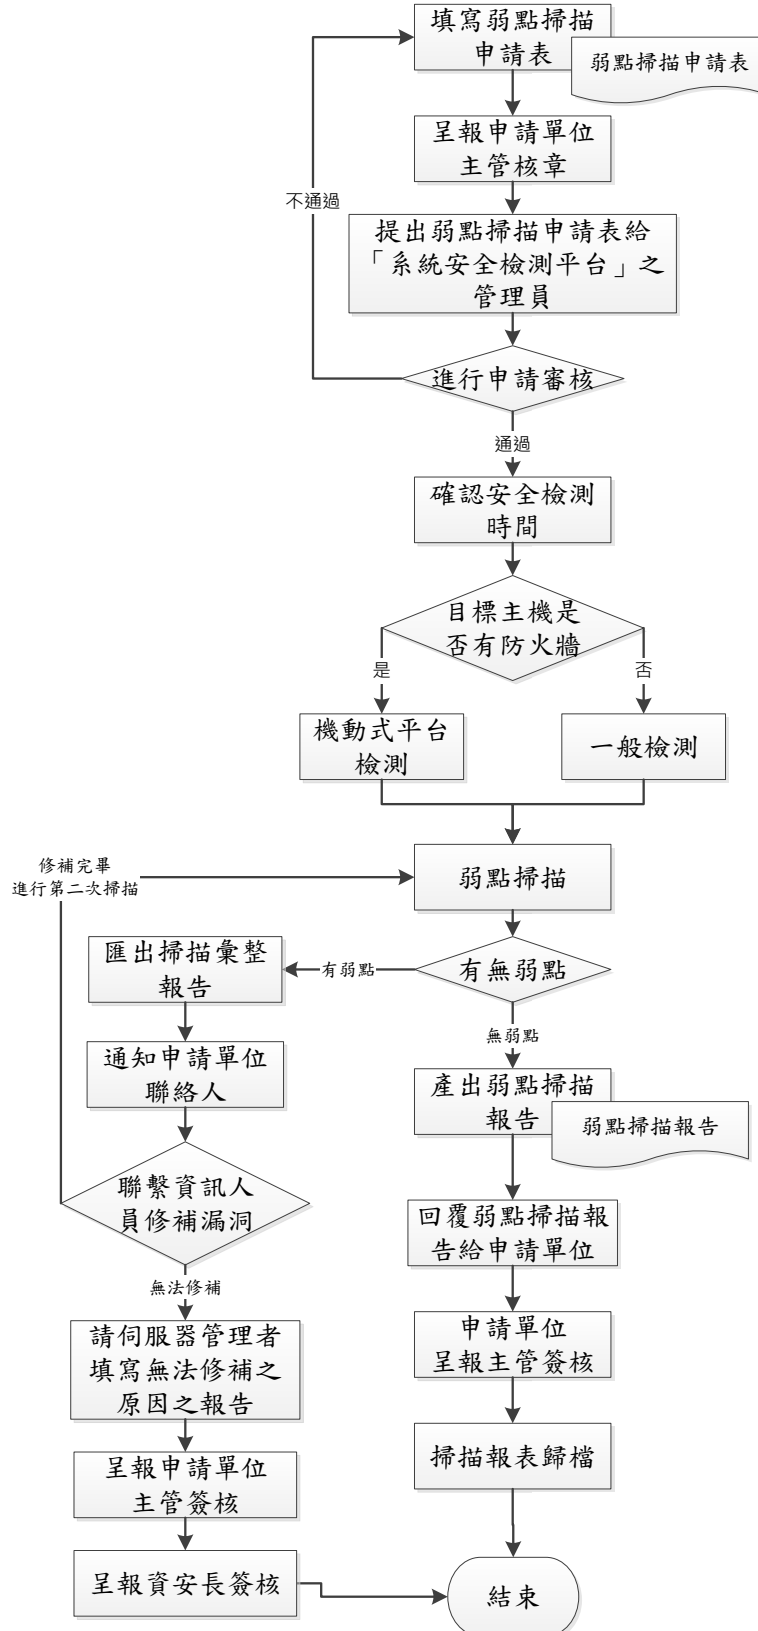 填寫弱點掃描
申請表
弱點掃描申請表
呈報申請單位
主管核章
不通過
提出弱點掃描申請表給
「系統安全檢測平台」之
管理員
進行申請審核
通過
確認安全檢測
時間
目標主機是
否有防火牆
是
否
機動式平台
檢測
一般檢測
修補完畢
進行第二次掃描
弱點掃描
匯出掃描彙整
報告
有弱點
有無弱點
無弱點
通知申請單位
聯絡人
產出弱點掃描
報告
弱點掃描報告
聯繫資訊人
員修補漏洞
回覆弱點掃描報
告給申請單位
無法修補
請伺服器管理者
填寫無法修補之
原因之報告
申請單位
呈報主管簽核
呈報申請單位
主管簽核
掃描報表歸檔
呈報資安長簽核
結束